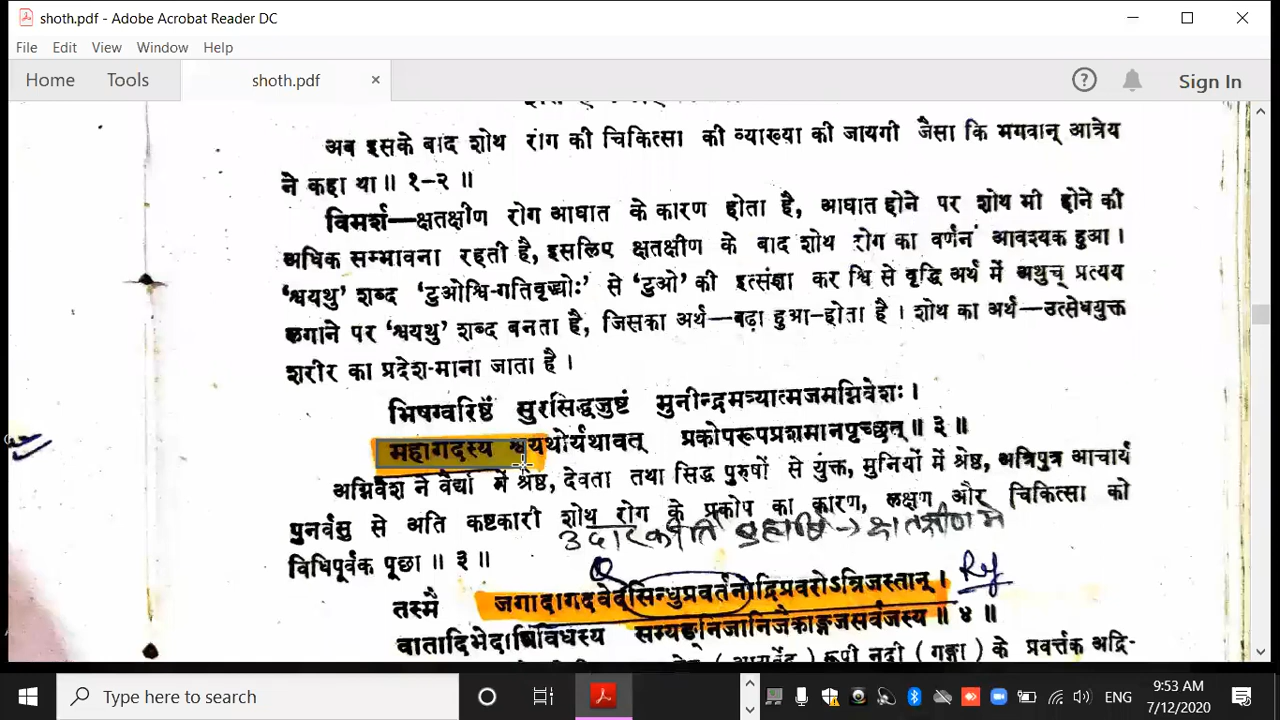 shoth.pdf - Adobe Acrobat Reader DC
File Edit View Window Help
Home Tools shoth.pdf × Sign In
अब इसके बाद शोथ रोग की चिकित्सा की व्याख्या की जायगी जैसा कि भगवान् आत्रेय
ने कहा था ॥ १-२ ॥
विमर्श—क्षतक्षीण रोग आघात के कारण होता है, आघात होने पर शोथ भी होने की
अधिक सम्भावना रहती है, इसलिए क्षतक्षीण के बाद शोथ रोग का वर्णन आवश्यक हुआ ।
'श्वयथु' शब्द 'टुओश्वि-गतिवृद्ध्योः' से 'टुओ' की इत्संज्ञा कर श्वि से वृद्धि अर्थ में अथुच् प्रत्यय
लगाने पर 'श्वयथु' शब्द बनता है, जिसका अर्थ—बढ़ा हुआ-होता है । शोथ का अर्थ—उत्सेधयुक्त
शरीर का प्रदेश-माना जाता है ।
भिषग्वरिष्ठं सुरसिद्धजुष्टं मुनीन्द्रमत्र्यात्मजमग्निवेशः ।
महागदस्य श्वयथोर्यथावत् प्रकोपरूपप्रशमानपृच्छत् ॥ ३ ॥
अग्निवेश ने वैद्यों में श्रेष्ठ, देवता तथा सिद्ध पुरुषों से युक्त, मुनियों में श्रेष्ठ, अत्रिपुत्र आचार्य
पुनर्वसु से अति कष्टकारी शोथ रोग के प्रकोप का कारण, लक्षण और चिकित्सा को
विधिपूर्वक पूछा ॥ ३ ॥
तस्मै जगादागदवेदसिन्धुप्रवर्तनाद्रिप्रवरोऽत्रिजस्तान् ।
वातादिभेदात्त्रिविधस्य सम्यङ्निजानिजैकाङ्गजसर्वजस्य ॥ ४ ॥
रूपी नदी ( गङ्गा ) के प्रवर्तक अद्रि-
Type here to search
ENG
9:53 AM
7/12/2020